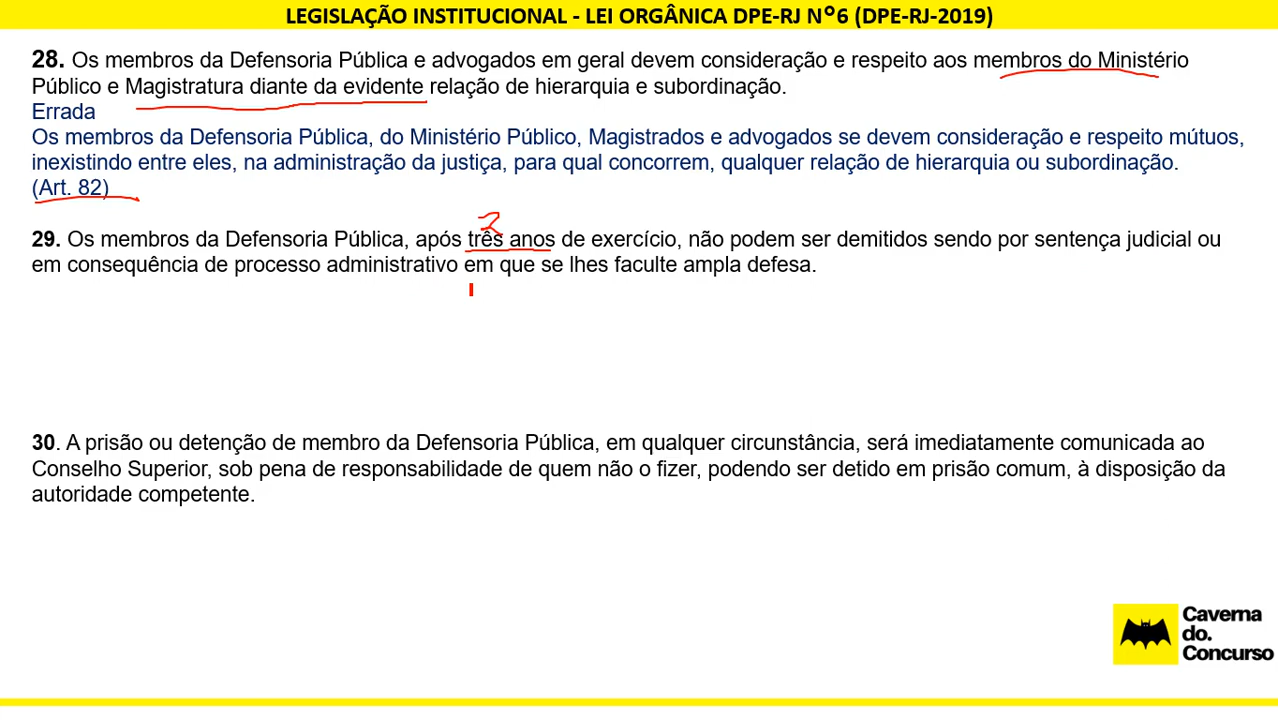 LEGISLAÇÃO INSTITUCIONAL - LEI ORGÂNICA DPE-RJ Nº6 (DPE-RJ-2019)
28. Os membros da Defensoria Pública e advogados em geral devem consideração e respeito aos membros do Ministério
Público e Magistratura diante da evidente relação de hierarquia e subordinação.
Errada
Os membros da Defensoria Pública, do Ministério Público, Magistrados e advogados se devem consideração e respeito mútuos,
inexistindo entre eles, na administração da justiça, para qual concorrem, qualquer relação de hierarquia ou subordinação.
(Art. 82)
2
29. Os membros da Defensoria Pública, após três anos de exercício, não podem ser demitidos sendo por sentença judicial ou
em consequência de processo administrativo em que se lhes faculte ampla defesa.
30. A prisão ou detenção de membro da Defensoria Pública, em qualquer circunstância, será imediatamente comunicada ao
Conselho Superior, sob pena de responsabilidade de quem não o fizer, podendo ser detido em prisão comum, à disposição da
autoridade competente.
Caverna
do.
Concurso